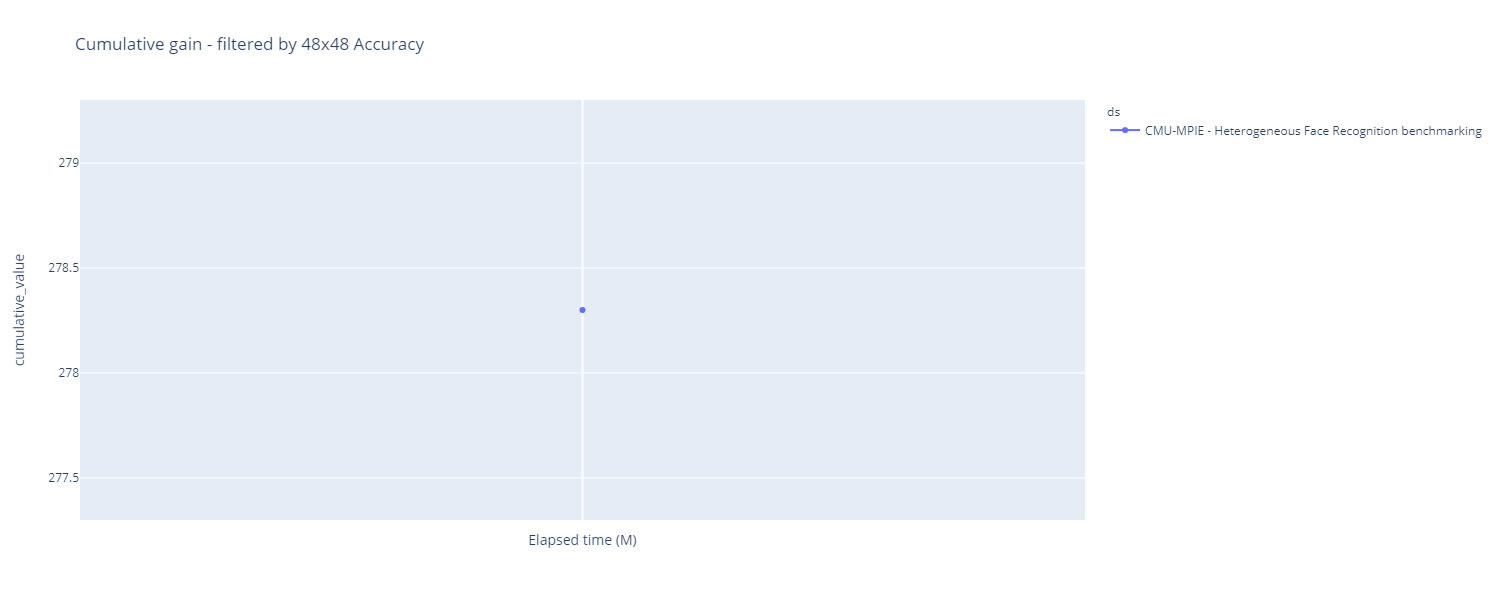 Cumulative gain - filtered by 48x48 Accuracy
ds
CMU-MPIE - Heterogeneous Face Recognition benchmarking
279
278.5
278
277.5
cumulative_value
Elapsed time (M)